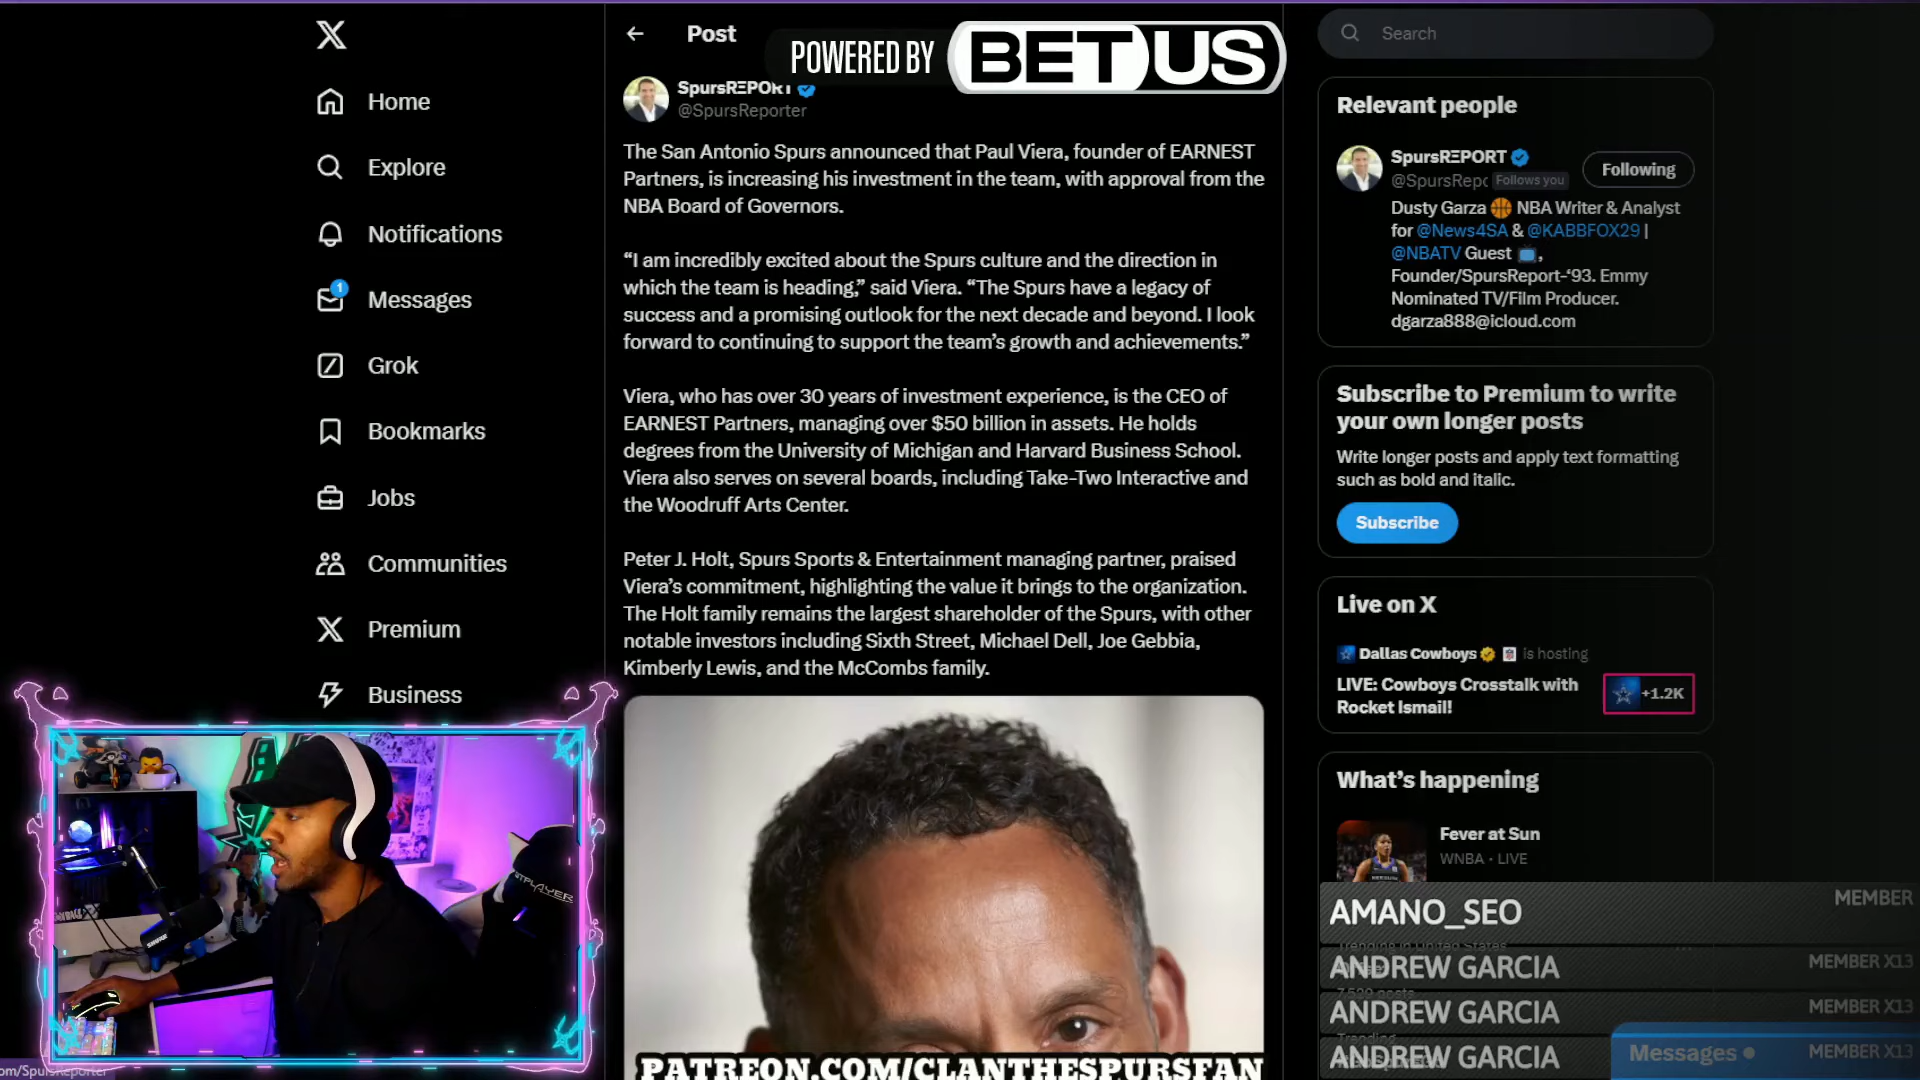 Home
Explore
Notifications
1
Messages
Grok
Bookmarks
Jobs
Communities
Premium
Business
Post
POWERED BY BETUS
SpursRΞPORT
@SpursReporter
The San Antonio Spurs announced that Paul Viera, founder of EARNEST
Partners, is increasing his investment in the team, with approval from the
NBA Board of Governors.
“I am incredibly excited about the Spurs culture and the direction in
which the team is heading,” said Viera. “The Spurs have a legacy of
success and a promising outlook for the next decade and beyond. I look
forward to continuing to support the team’s growth and achievements.”
Viera, who has over 30 years of investment experience, is the CEO of
EARNEST Partners, managing over $50 billion in assets. He holds
degrees from the University of Michigan and Harvard Business School.
Viera also serves on several boards, including Take-Two Interactive and
the Woodruff Arts Center.
Peter J. Holt, Spurs Sports & Entertainment managing partner, praised
Viera’s commitment, highlighting the value it brings to the organization.
The Holt family remains the largest shareholder of the Spurs, with other
notable investors including Sixth Street, Michael Dell, Joe Gebbia,
Kimberly Lewis, and the McCombs family.
PATREON.COM/CLANTHESPURSFAN
Search
Relevant people
SpursRΞPORT
@SpursRepo Follows you
Following
Dusty Garza 🏀 NBA Writer & Analyst
for @News4SA & @KABBFOX29 |
@NBATV Guest 📺,
Founder/SpursReport-‘93. Emmy
Nominated TV/Film Producer.
dgarza888@icloud.com
Subscribe to Premium to write
your own longer posts
Write longer posts and apply text formatting
such as bold and italic.
Subscribe
Live on X
Dallas Cowboys is hosting
LIVE: Cowboys Crosstalk with
Rocket Ismail!
+1.2K
What’s happening
Fever at Sun
WNBA · LIVE
AMANO_SEO MEMBER
Trending in United States
ANDREW GARCIA MEMBER X13
ANDREW GARCIA MEMBER X13
Trending
ANDREW GARCIA MEMBER X13
Messages
com/SpursReporter